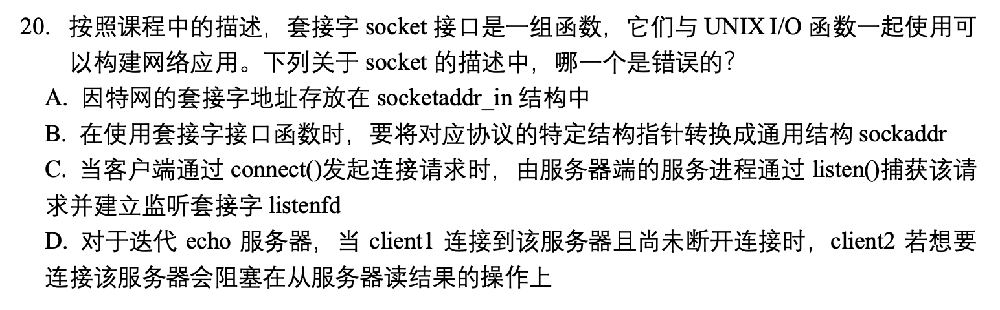 20. 按照课程中的描述，套接字 socket 接口是一组函数，它们与 UNIX I/O 函数一起使用可
以构建网络应用。下列关于 socket 的描述中，哪一个是错误的？
A. 因特网的套接字地址存放在 socketaddr_in 结构中
B. 在使用套接字接口函数时，要将对应协议的特定结构指针转换成通用结构 sockaddr
C. 当客户端通过 connect()发起连接请求时，由服务器端的服务进程通过 listen()捕获该请
求并建立监听套接字 listenfd
D. 对于迭代 echo 服务器，当 client1 连接到该服务器且尚未断开连接时，client2 若想要
连接该服务器会阻塞在从服务器读结果的操作上